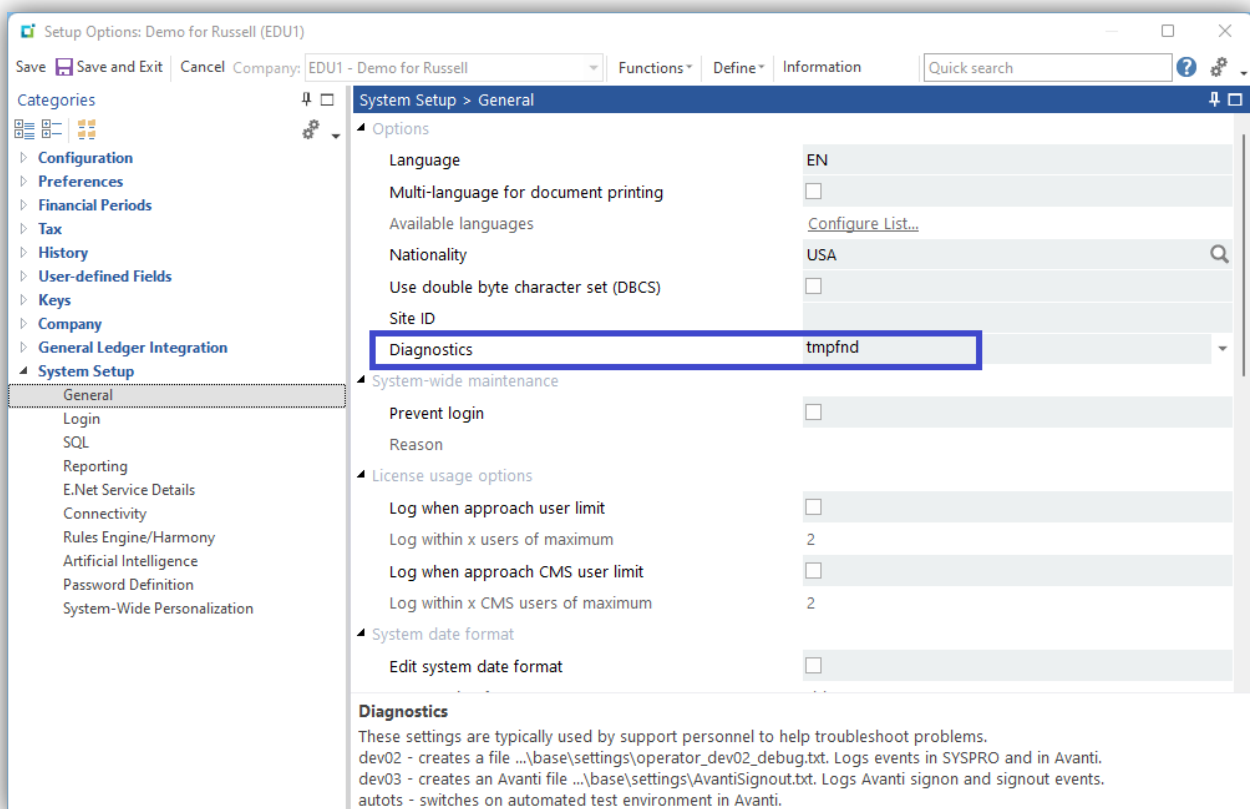 Setup Options: Demo for Russell (EDU1)
Save Save and Exit Cancel Company: EDU1 - Demo for Russell Functions Define Information Quick search
Categories
Configuration
Preferences
Financial Periods
Tax
History
User-defined Fields
Keys
Company
General Ledger Integration
System Setup
General
Login
SQL
Reporting
E.Net Service Details
Connectivity
Rules Engine/Harmony
Artificial Intelligence
Password Definition
System-Wide Personalization
System Setup > General
Options
Language EN
Multi-language for document printing
Available languages Configure List...
Nationality USA
Use double byte character set (DBCS)
Site ID
Diagnostics tmpfnd
System-wide maintenance
Prevent login
Reason
License usage options
Log when approach user limit
Log within x users of maximum 2
Log when approach CMS user limit
Log within x CMS users of maximum 2
System date format
Edit system date format
Diagnostics
These settings are typically used by support personnel to help troubleshoot problems.
dev02 - creates a file ...\base\settings\operator_dev02_debug.txt. Logs events in SYSPRO and in Avanti.
dev03 - creates an Avanti file ...\base\settings\AvantiSignout.txt. Logs Avanti signon and signout events.
autots - switches on automated test environment in Avanti.